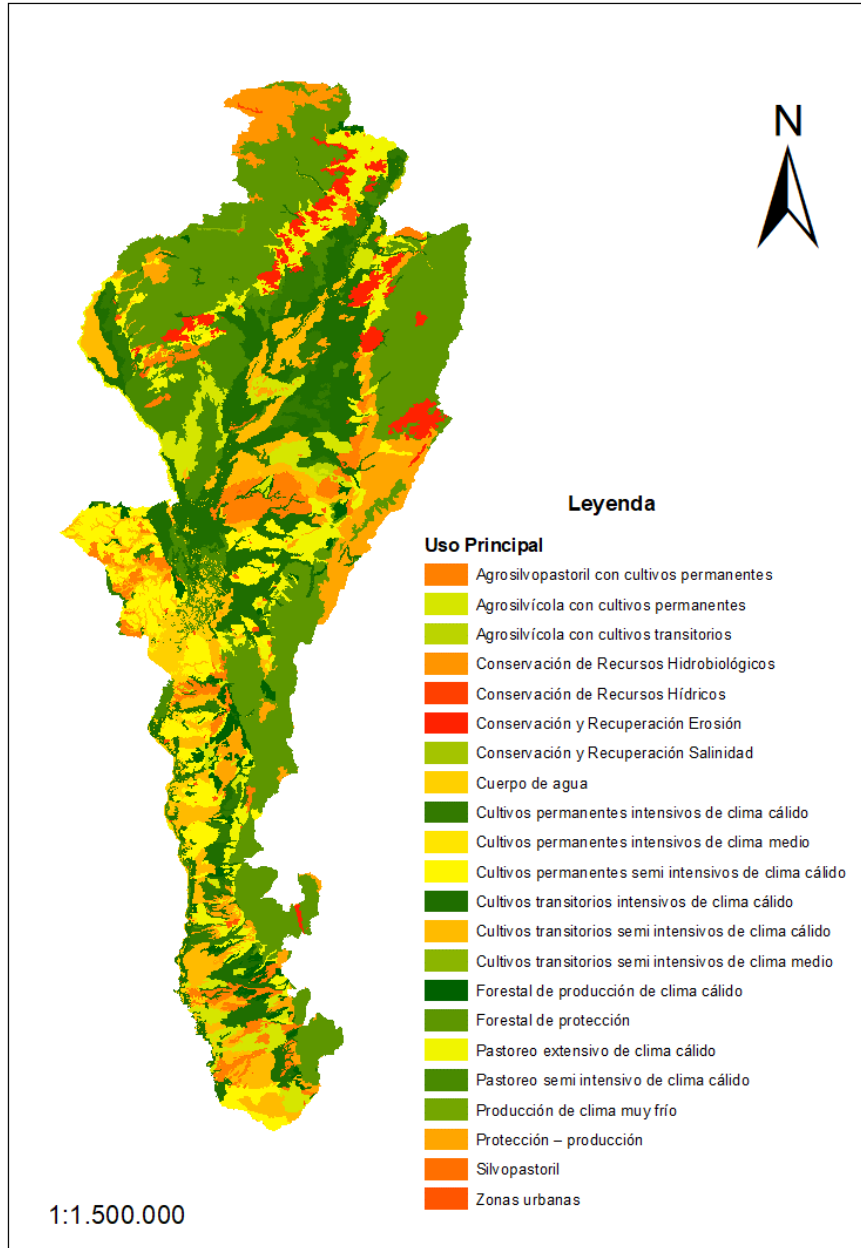 N
Leyenda
Uso Principal
Agrosilvopastoril con cultivos permanentes
Agrosilvícola con cultivos permanentes
Agrosilvícola con cultivos transitorios
Conservación de Recursos Hidrobiológicos
Conservación de Recursos Hídricos
Conservación y Recuperación Erosión
Conservación y Recuperación Salinidad
Cuerpo de agua
Cultivos permanentes intensivos de clima cálido
Cultivos permanentes intensivos de clima medio
Cultivos permanentes semi intensivos de clima cálido
Cultivos transitorios intensivos de clima cálido
Cultivos transitorios semi intensivos de clima cálido
Cultivos transitorios semi intensivos de clima medio
Forestal de producción de clima cálido
Forestal de protección
Pastoreo extensivo de clima cálido
Pastoreo semi intensivo de clima cálido
Producción de clima muy frío
Protección – producción
Silvopastoril
Zonas urbanas
1:1.500.000